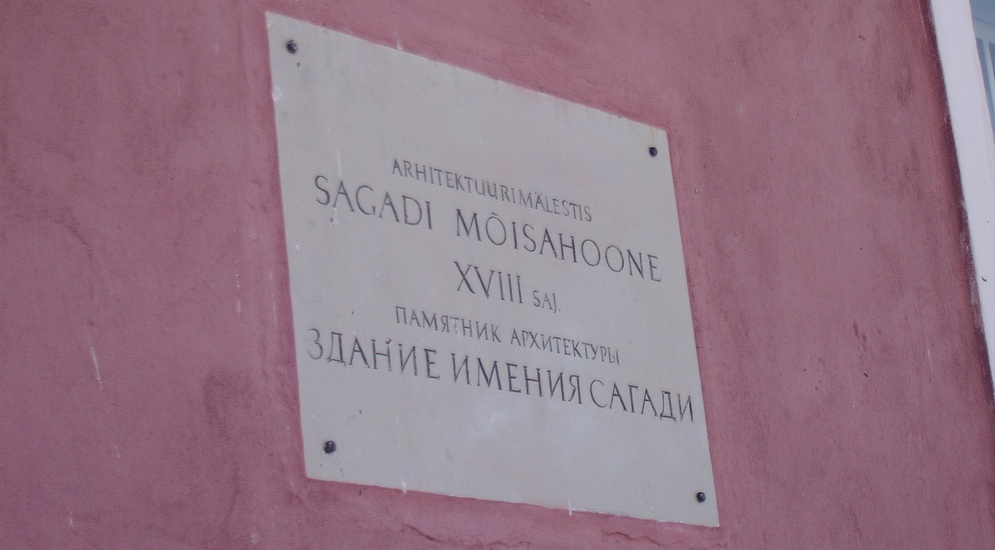 ARHITEKTUURIMÄLESTIS
SAGADI MÕISAHOONE
XVIII SAJ.
ПАМЯТНИК АРХИТЕКТУРЫ
ЗДАНИЕ ИМЕНИЯ САГАДИ